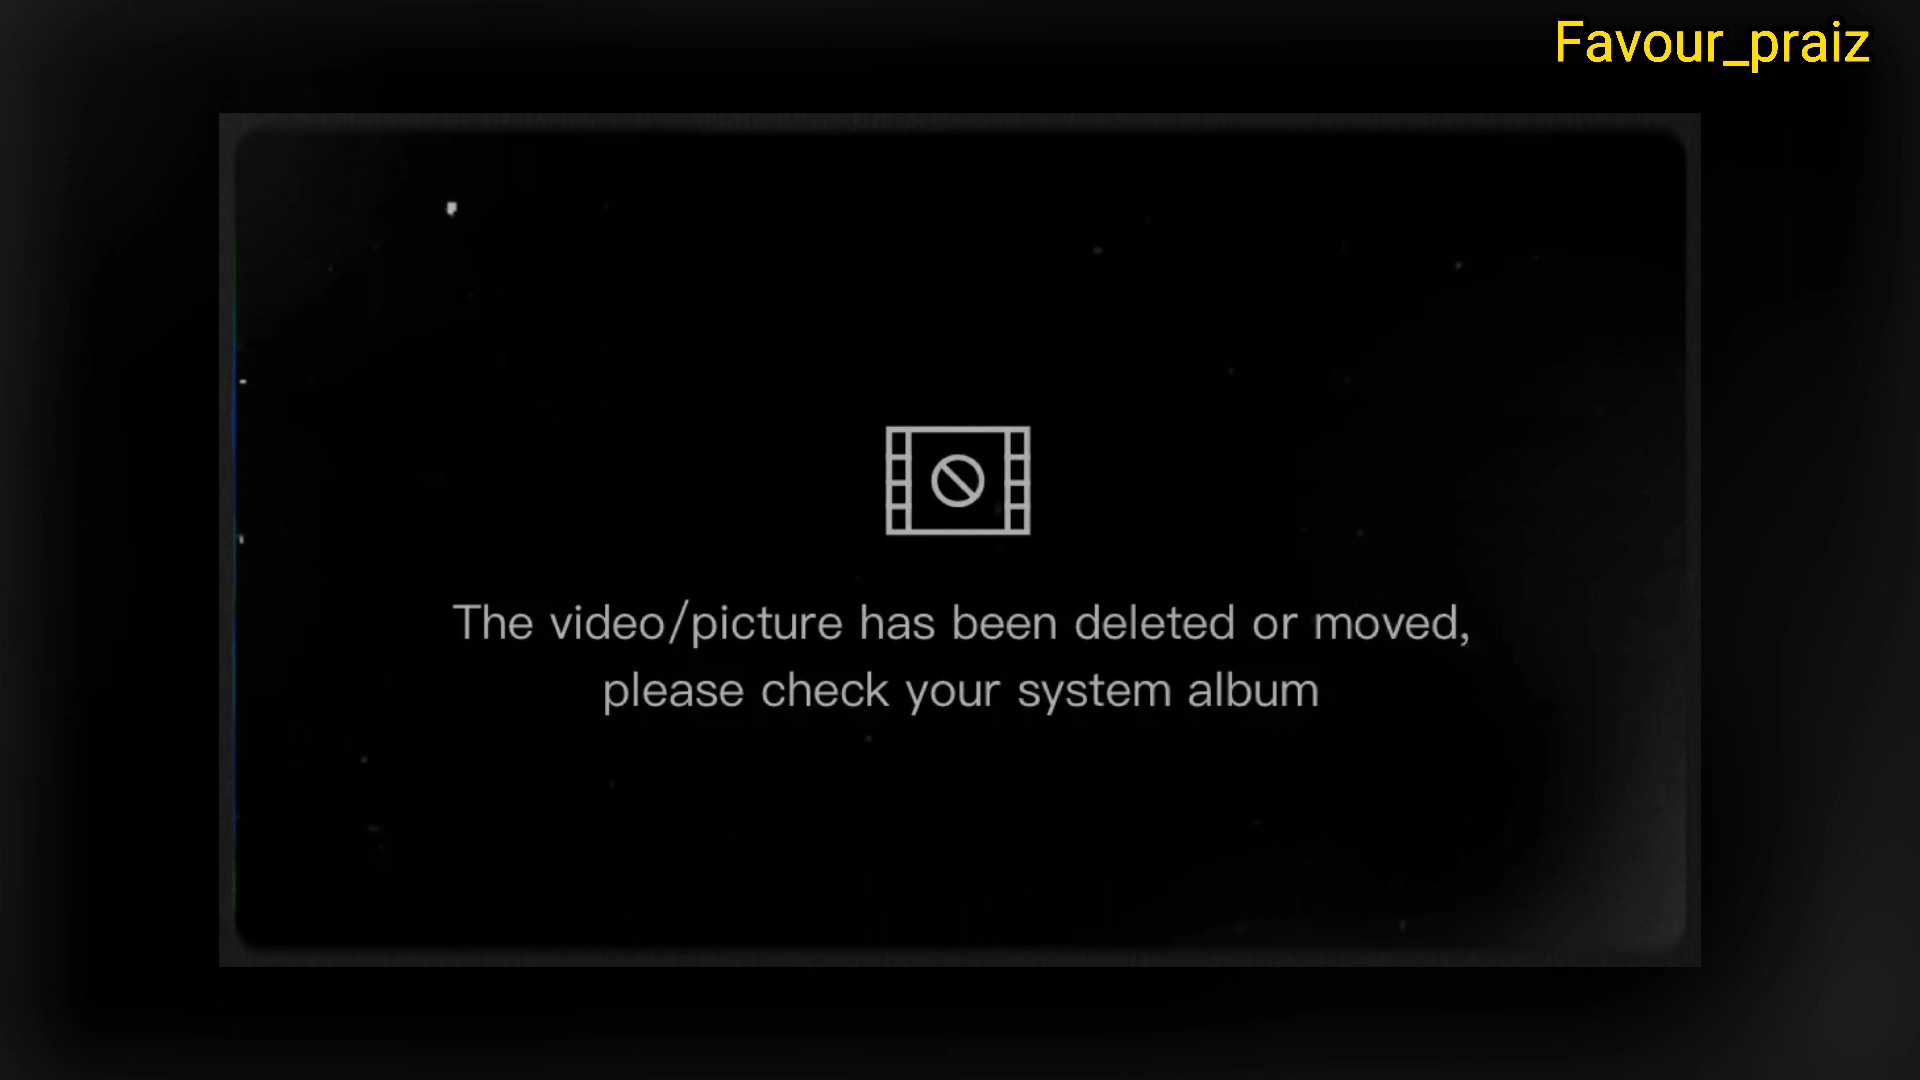 Favour_praiz
The video/picture has been deleted or moved,
please check your system album